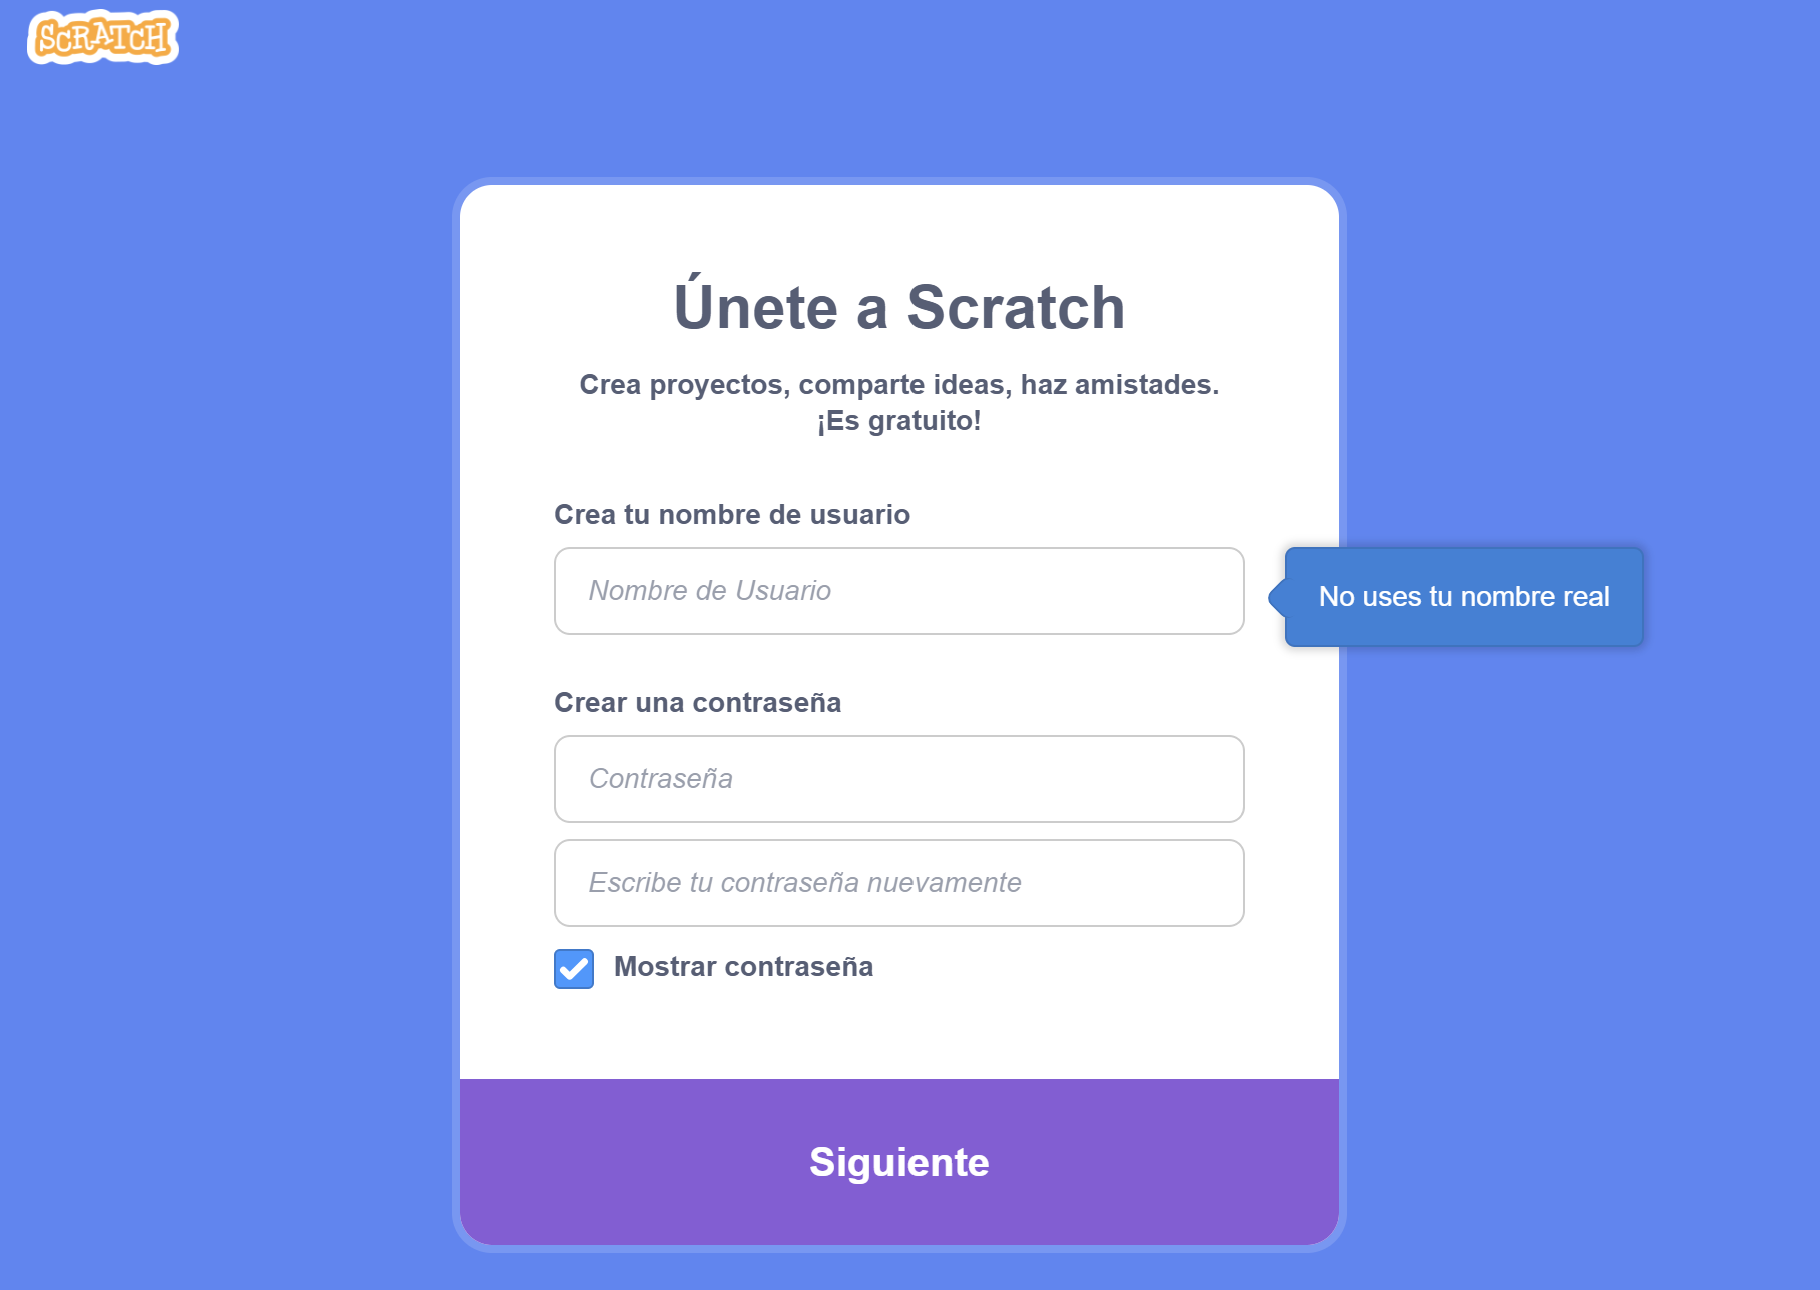 SCRATCH
Únete a Scratch
Crea proyectos, comparte ideas, haz amistades.
¡Es gratuito!
Crea tu nombre de usuario
Nombre de Usuario
No uses tu nombre real
Crear una contraseña
Contraseña
Escribe tu contraseña nuevamente
Mostrar contraseña
Siguiente